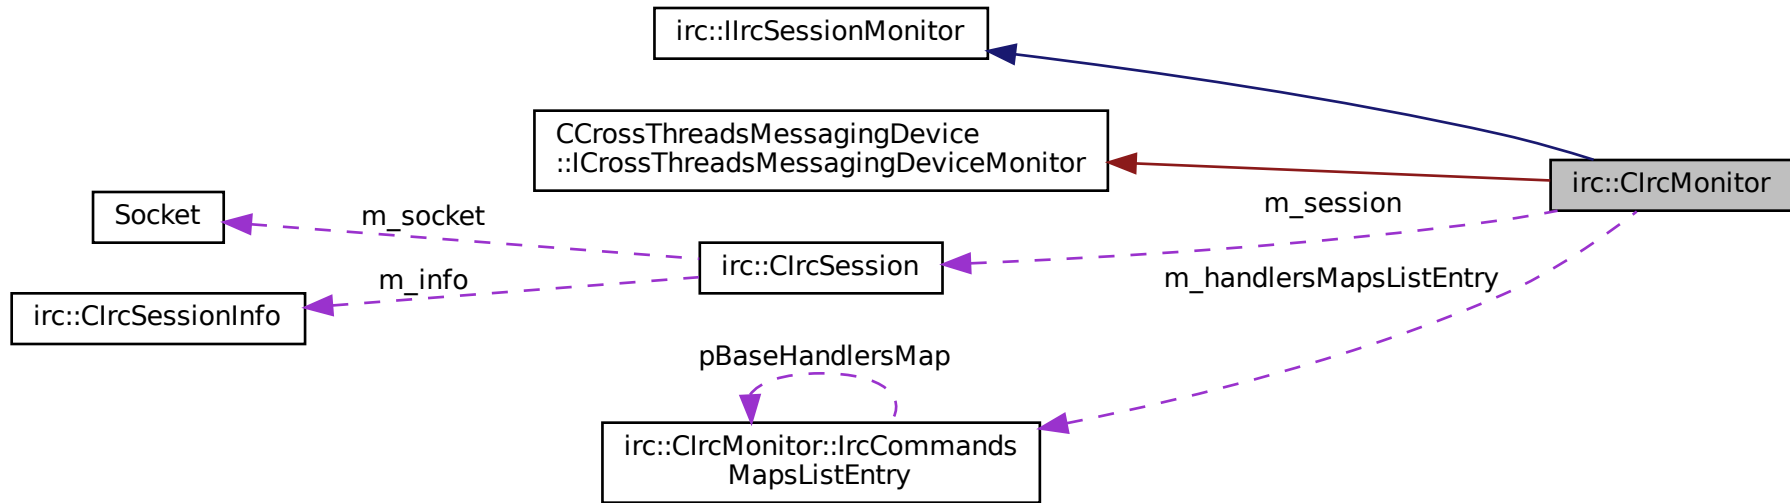 irc::IIrcSessionMonitor
CCrossThreadsMessagingDevice
::ICrossThreadsMessagingDeviceMonitor
irc::CIrcMonitor
m_session
Socket
m_socket
irc::CIrcSession
m_handlersMapsListEntry
m_info
irc::CIrcSessionInfo
pBaseHandlersMap
irc::CIrcMonitor::IrcCommands
MapsListEntry